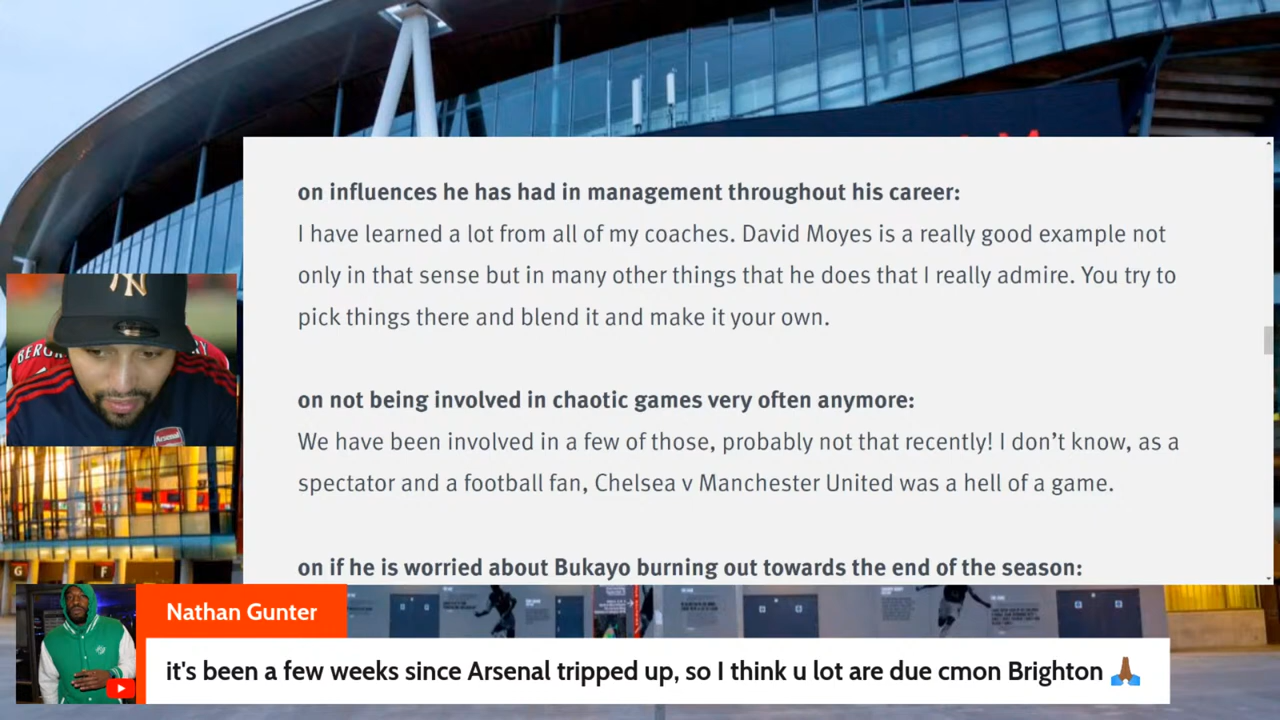 on influences he has had in management throughout his career:
I have learned a lot from all of my coaches. David Moyes is a really good example not
only in that sense but in many other things that he does that I really admire. You try to
pick things there and blend it and make it your own.
on not being involved in chaotic games very often anymore:
We have been involved in a few of those, probably not that recently! I don’t know, as a
spectator and a football fan, Chelsea v Manchester United was a hell of a game.
on if he is worried about Bukayo burning out towards the end of the season:
NY
Arsenal
G
F
Nathan Gunter
it's been a few weeks since Arsenal tripped up, so I think u lot are due cmon Brighton 🙏🏾